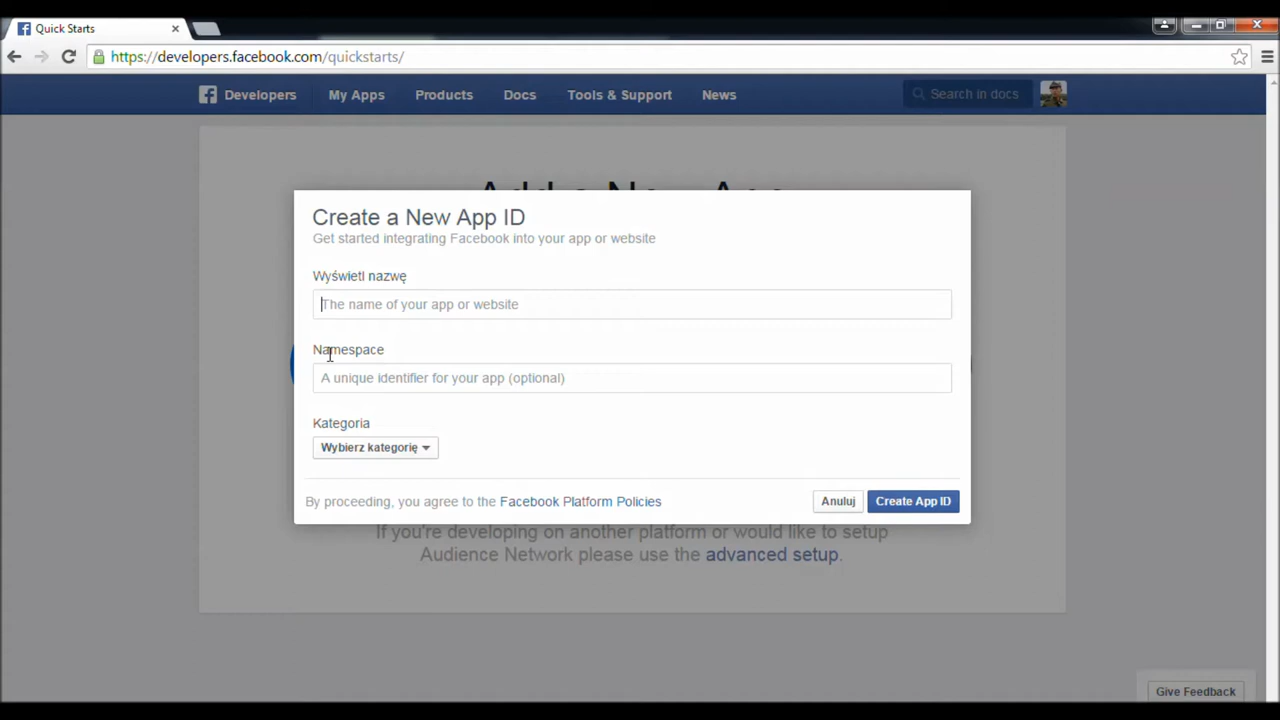 Quick Starts
https://developers.facebook.com/quickstarts/
Developers My Apps Products Docs Tools & Support News Search in docs
Add a New App
Create a New App ID
Get started integrating Facebook into your app or website
Wyświetl nazwę
The name of your app or website
Namespace
A unique identifier for your app (optional)
Kategoria
Wybierz kategorię
By proceeding, you agree to the Facebook Platform Policies Anuluj Create App ID
If you're developing on another platform or would like to setup
Audience Network please use the advanced setup.
Give Feedback